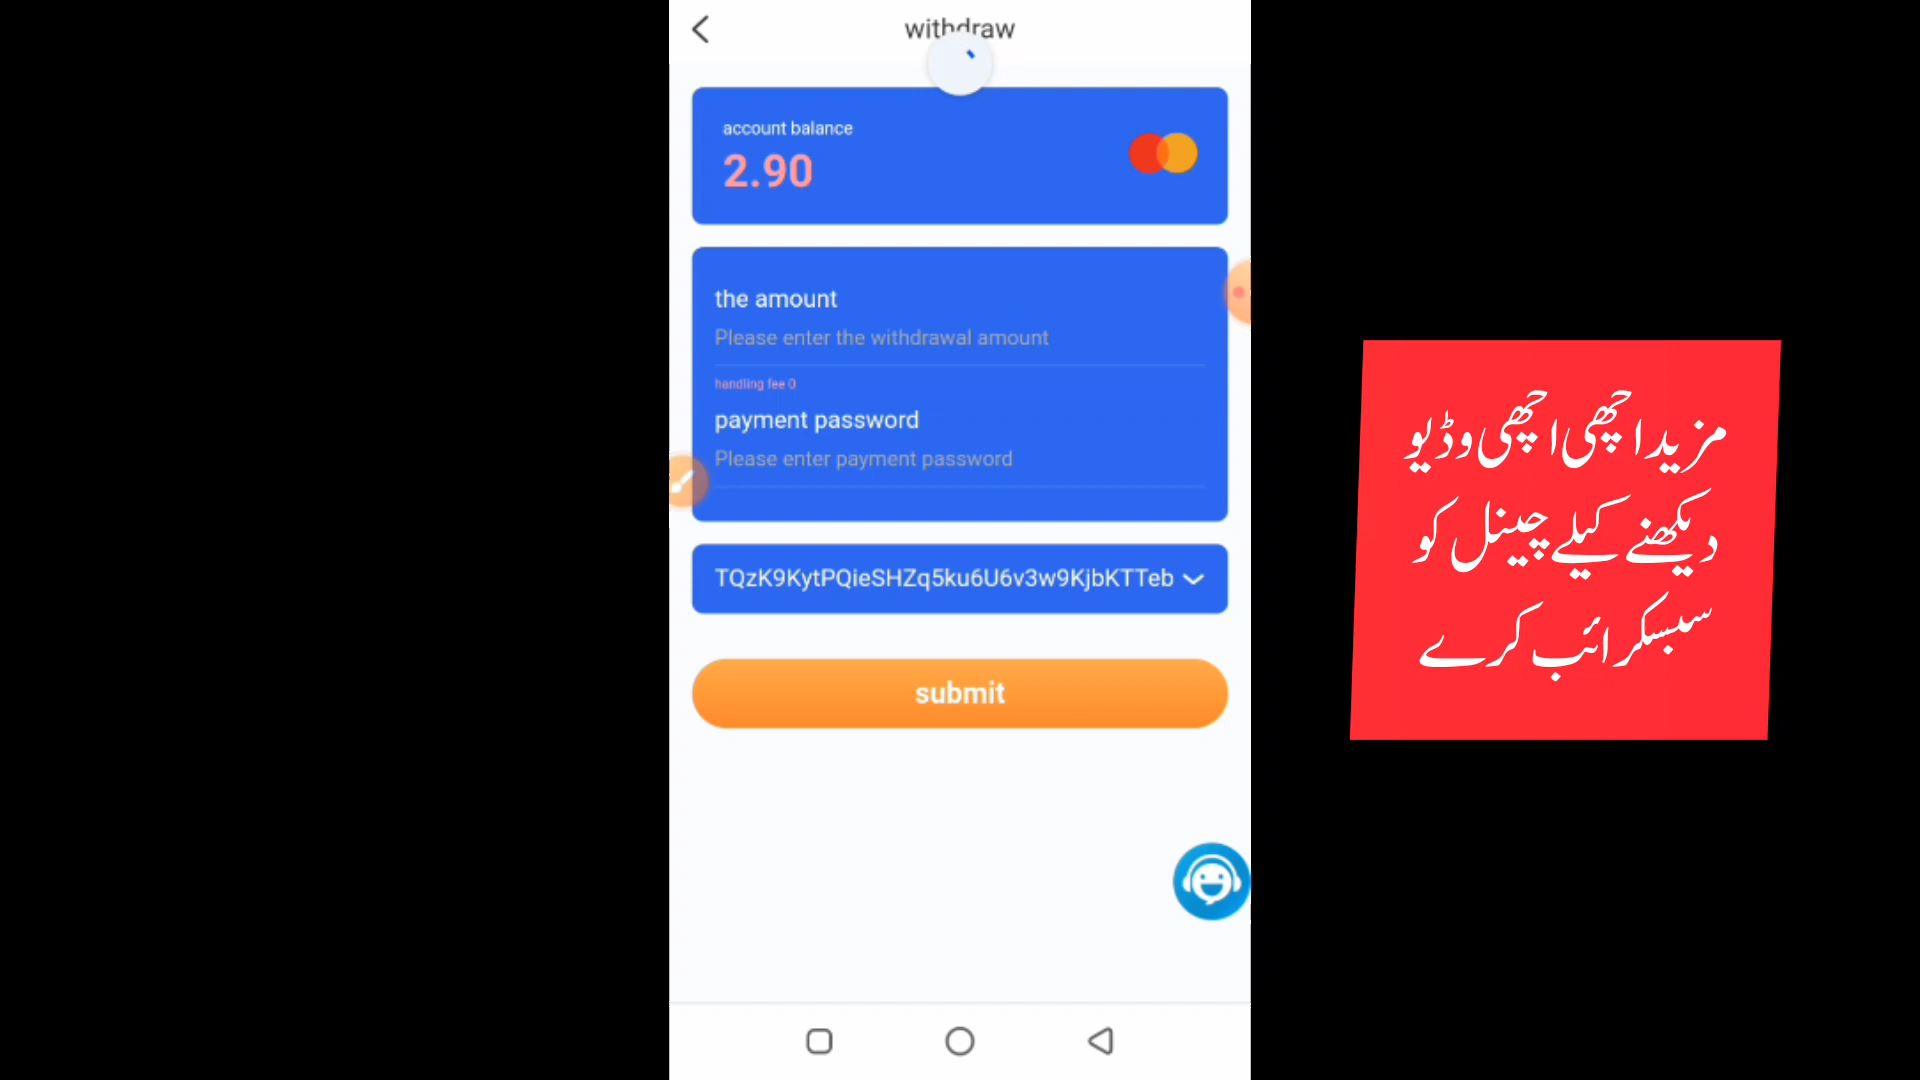 withdraw
account balance
2.90
the amount
Please enter the withdrawal amount
handling fee 0
payment password
Please enter payment password
TQzK9KytPQieSHZq5ku6U6v3w9KjbKTTeb
submit
مزید اچھی اچھی وڈیو
دیکھنے کیلے چینل کو
سبسکرائب کرے